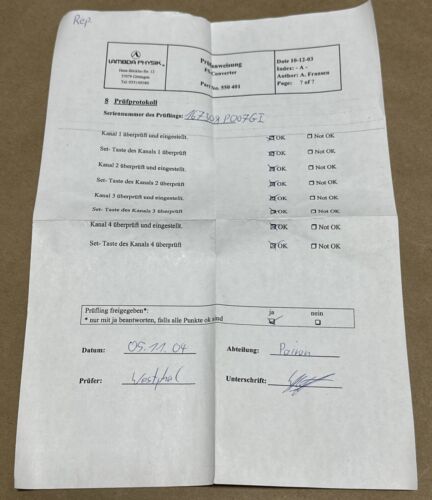 Rep.
LAMBDA PHYSIK
Hans-Böckler-Str. 12
37079 Göttingen
Tel: 0551/69380
Prüfanweisung
Converter
Part No. 550 401
Date 10-12-03
Index: - A -
Author: A. Franzen
Page: 7 of 7
8 Prüfprotokoll
Seriennummer des Prüflings:
Kanal 1 überprüft und eingestellt. OK Not OK
Set- Taste des Kanals 1 überprüft OK Not OK
Kanal 2 überprüft und eingestellt. OK Not OK
Set- Taste des Kanals 2 überprüft OK Not OK
Kanal 3 überprüft und eingestellt. OK Not OK
Set- Taste des Kanals 3 überprüft OK Not OK
Kanal 4 überprüft und eingestellt. OK Not OK
Set- Taste des Kanals 4 überprüft OK Not OK
Prüfling freigegeben*: ja nein
* nur mit ja beantworten, falls alle Punkte ok sind
Datum: 05.11.04 Abteilung:
Prüfer: Westphal Unterschrift: